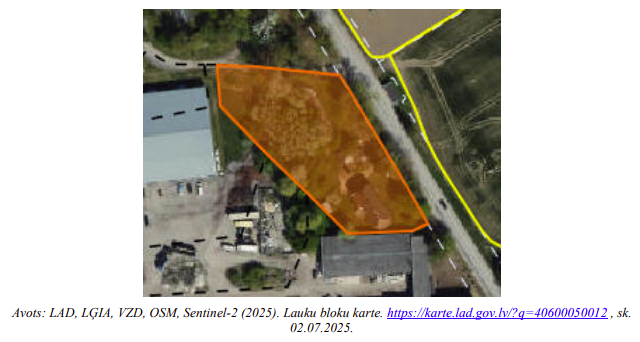 Avots: LAD, LĢIA, VZD, OSM, Sentinel-2 (2025). Lauku bloku karte. https://karte.lad.gov.lv/?q=40600050012 , sk.
02.07.2025.